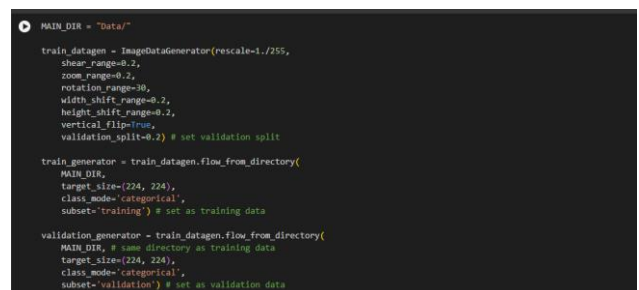 MAIN_DIR = "Data/"
train_datagen = ImageDataGenerator(rescale=1./255,
shear_range=0.2,
zoom_range=0.2,
rotation_range=30,
width_shift_range=0.2,
height_shift_range=0.2,
vertical_flip=True,
validation_split=0.2) # set validation split
train_generator = train_datagen.flow_from_directory(
MAIN_DIR,
target_size=(224, 224),
class_mode='categorical',
subset='training') # set as training data
validation_generator = train_datagen.flow_from_directory(
MAIN_DIR, # same directory as training data
target_size=(224, 224),
class_mode='categorical',
subset='validation') # set as validation data